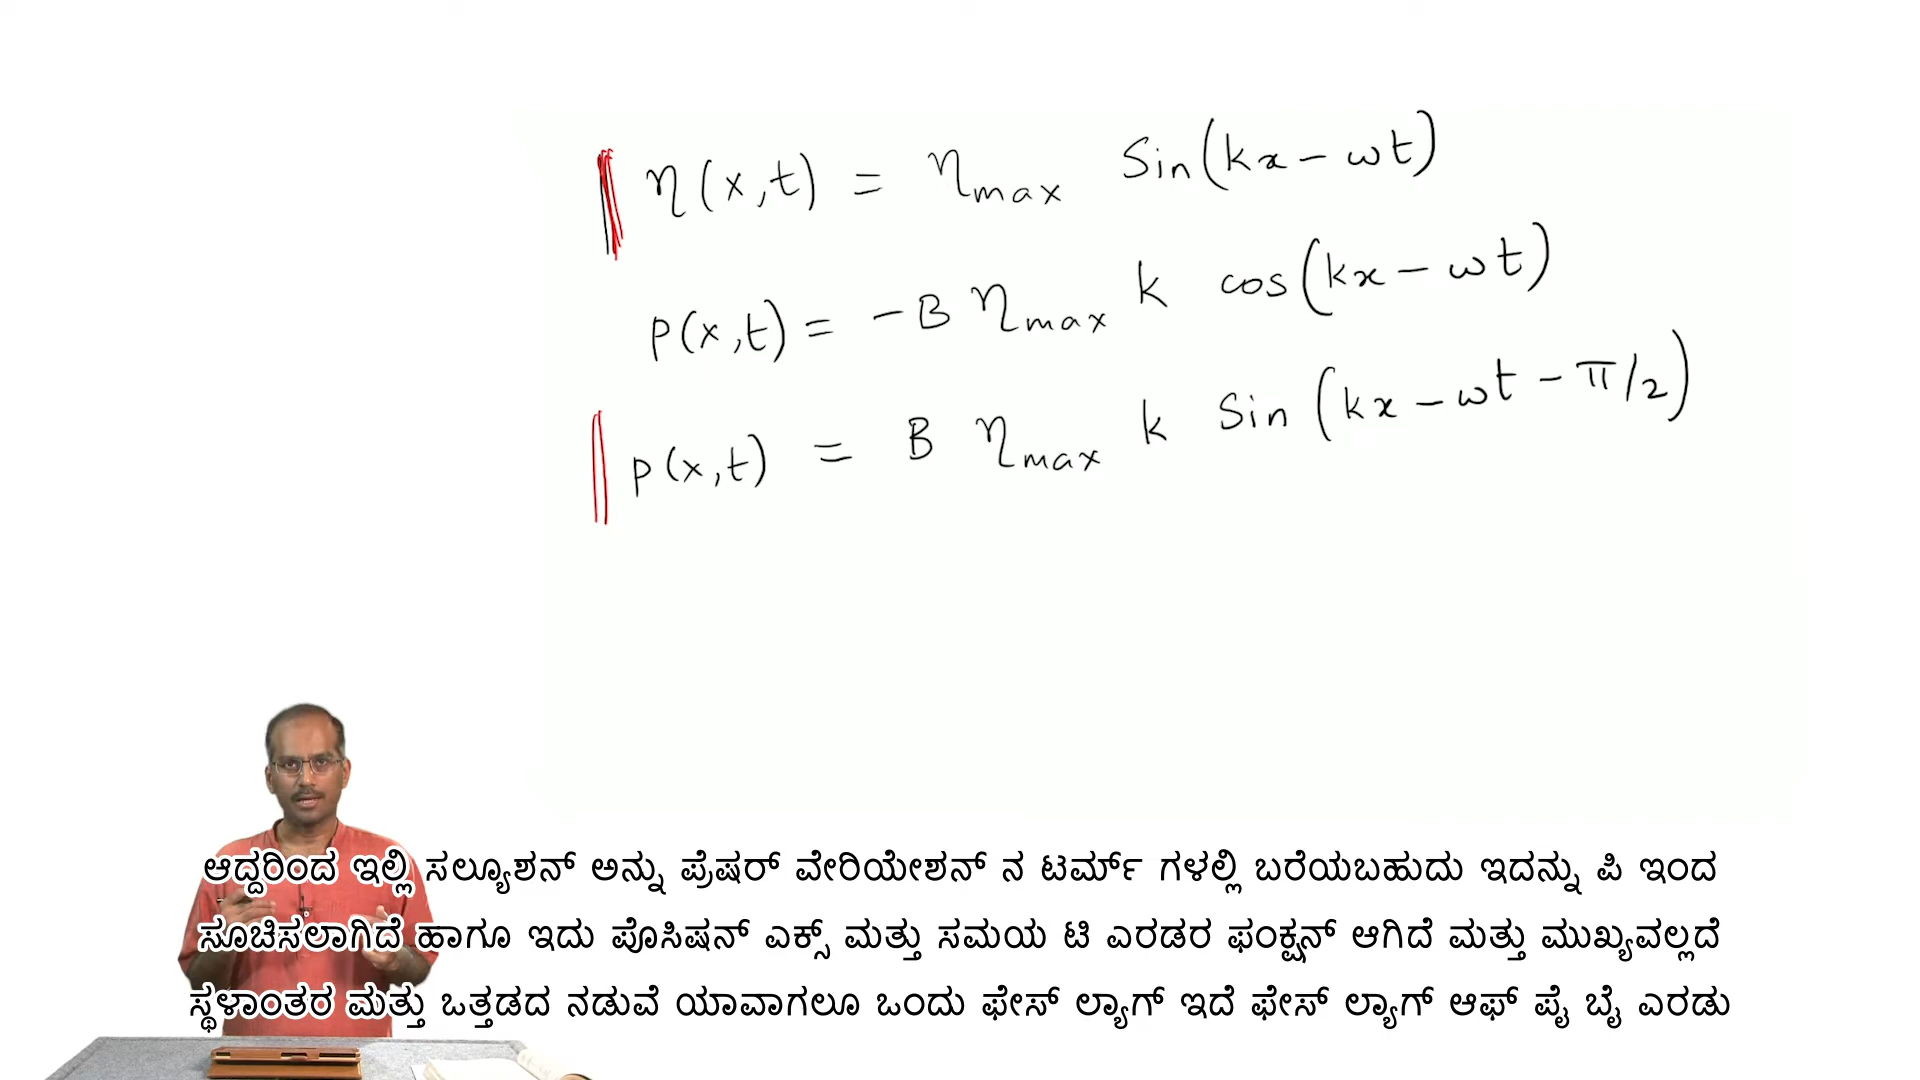 η(x,t) = ηmax Sin(kx - ωt)
p(x,t) = -B ηmax k cos(kx - ωt)
p(x,t) = B ηmax k Sin(kx - ωt - π/2)
ಆದ್ದರಿಂದ ಇಲ್ಲಿ ಸಲ್ಯೂಶನ್ ಅನ್ನು ಪ್ರೆಷರ್ ವೇರಿಯೇಶನ್ ನ ಟರ್ಮ್ ಗಳಲ್ಲಿ ಬರೆಯಬಹುದು ಇದನ್ನು ಪಿ ಇಂದ
ಸೂಚಿಸಲಾಗಿದೆ ಹಾಗೂ ಇದು ಪೊಸಿಷನ್ ಎಕ್ಸ್ ಮತ್ತು ಸಮಯ ಟಿ ಎರಡರ ಫಂಕ್ಷನ್ ಆಗಿದೆ ಮತ್ತು ಮುಖ್ಯವಲ್ಲದೆ
ಸ್ಥಳಾಂತರ ಮತ್ತು ಒತ್ತಡದ ನಡುವೆ ಯಾವಾಗಲೂ ಒಂದು ಫೇಸ್ ಲ್ಯಾಗ್ ಇದೆ ಫೇಸ್ ಲ್ಯಾಗ್ ಆಫ್ ಪೈ ಬೈ ಎರಡು